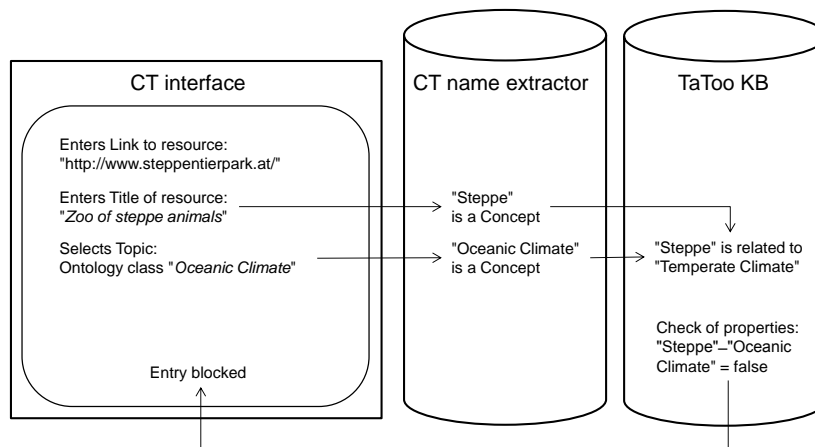 CT interface
Enters Link to resource:
"http://www.steppentierpark.at/"
Enters Title of resource:
"Zoo of steppe animals"
Selects Topic:
Ontology class "Oceanic Climate"
Entry blocked
CT name extractor
"Steppe"
is a Concept
"Oceanic Climate"
is a Concept
TaToo KB
"Steppe" is related to
"Temperate Climate"
Check of properties:
"Steppe"–"Oceanic
Climate" = false